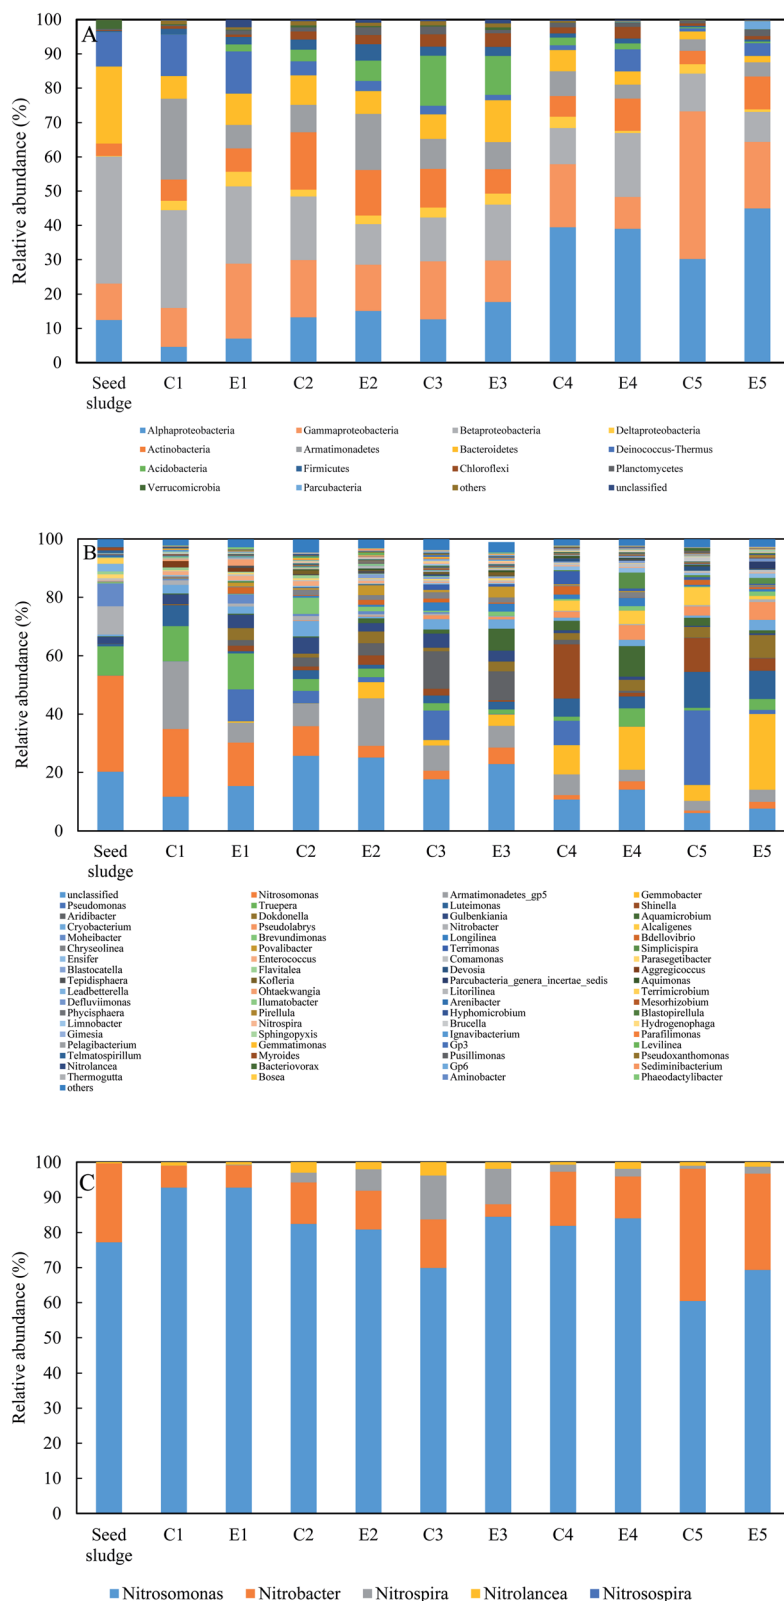 A
Relative abundance (%)
100
90
80
70
60
50
40
30
20
10
0
Seed sludge C1 E1 C2 E2 C3 E3 C4 E4 C5 E5
Alphaproteobacteria Gammaproteobacteria Betaproteobacteria Deltaproteobacteria
Actinobacteria Armatimonadetes Bacteroidetes Deinococcus-Thermus
Acidobacteria Firmicutes Chloroflexi Planctomycetes
Verrucomicrobia Parcubacteria others unclassified
B
Relative abundance (%)
100
80
60
40
20
0
Seed sludge C1 E1 C2 E2 C3 E3 C4 E4 C5 E5
unclassified Nitrosomonas Armatimonadetes_gp5 Gemmobacter
Pseudomonas Truepera Luteimonas Shinella
Aridibacter Dokdonella Gulbenkiania Aquamicrobium
Cryobacterium Pseudolabrys Nitrobacter Alcaligenes
Moheibacter Brevundimonas Longilinea Bdellovibrio
Chryseolinea Povalibacter Terrimonas Simplicispira
Ensifer Enterococcus Comamonas Parasegetibacter
Blastocatella Flavitalea Devosia Aggregicoccus
Tepidisphaera Kofleria Parcubacteria_genera_incertae_sedis Aquimonas
Leadbetterella Ohtaekwangia Litorilinea Terrimicrobium
Defluviimonas Ilumatobacter Arenibacter Mesorhizobium
Phycisphaera Pirellula Hyphomicrobium Blastopirellula
Limnobacter Nitrospira Brucella Hydrogenophaga
Gimesia Sphingopyxis Ignavibacterium Parafilimonas
Pelagibacterium Gemmatimonas Gp3 Levilinea
Telmatospirillum Myroides Pusillimonas Pseudoxanthomonas
Nitrolancea Bacteriovorax Gp6 Sediminibacterium
Thermogutta Bosea Aminobacter Phaeodactylibacter
others
C
Relative abundance (%)
100
90
80
70
60
50
40
30
20
10
0
Seed sludge C1 E1 C2 E2 C3 E3 C4 E4 C5 E5
Nitrosomonas Nitrobacter Nitrospira Nitrolancea Nitrosospira